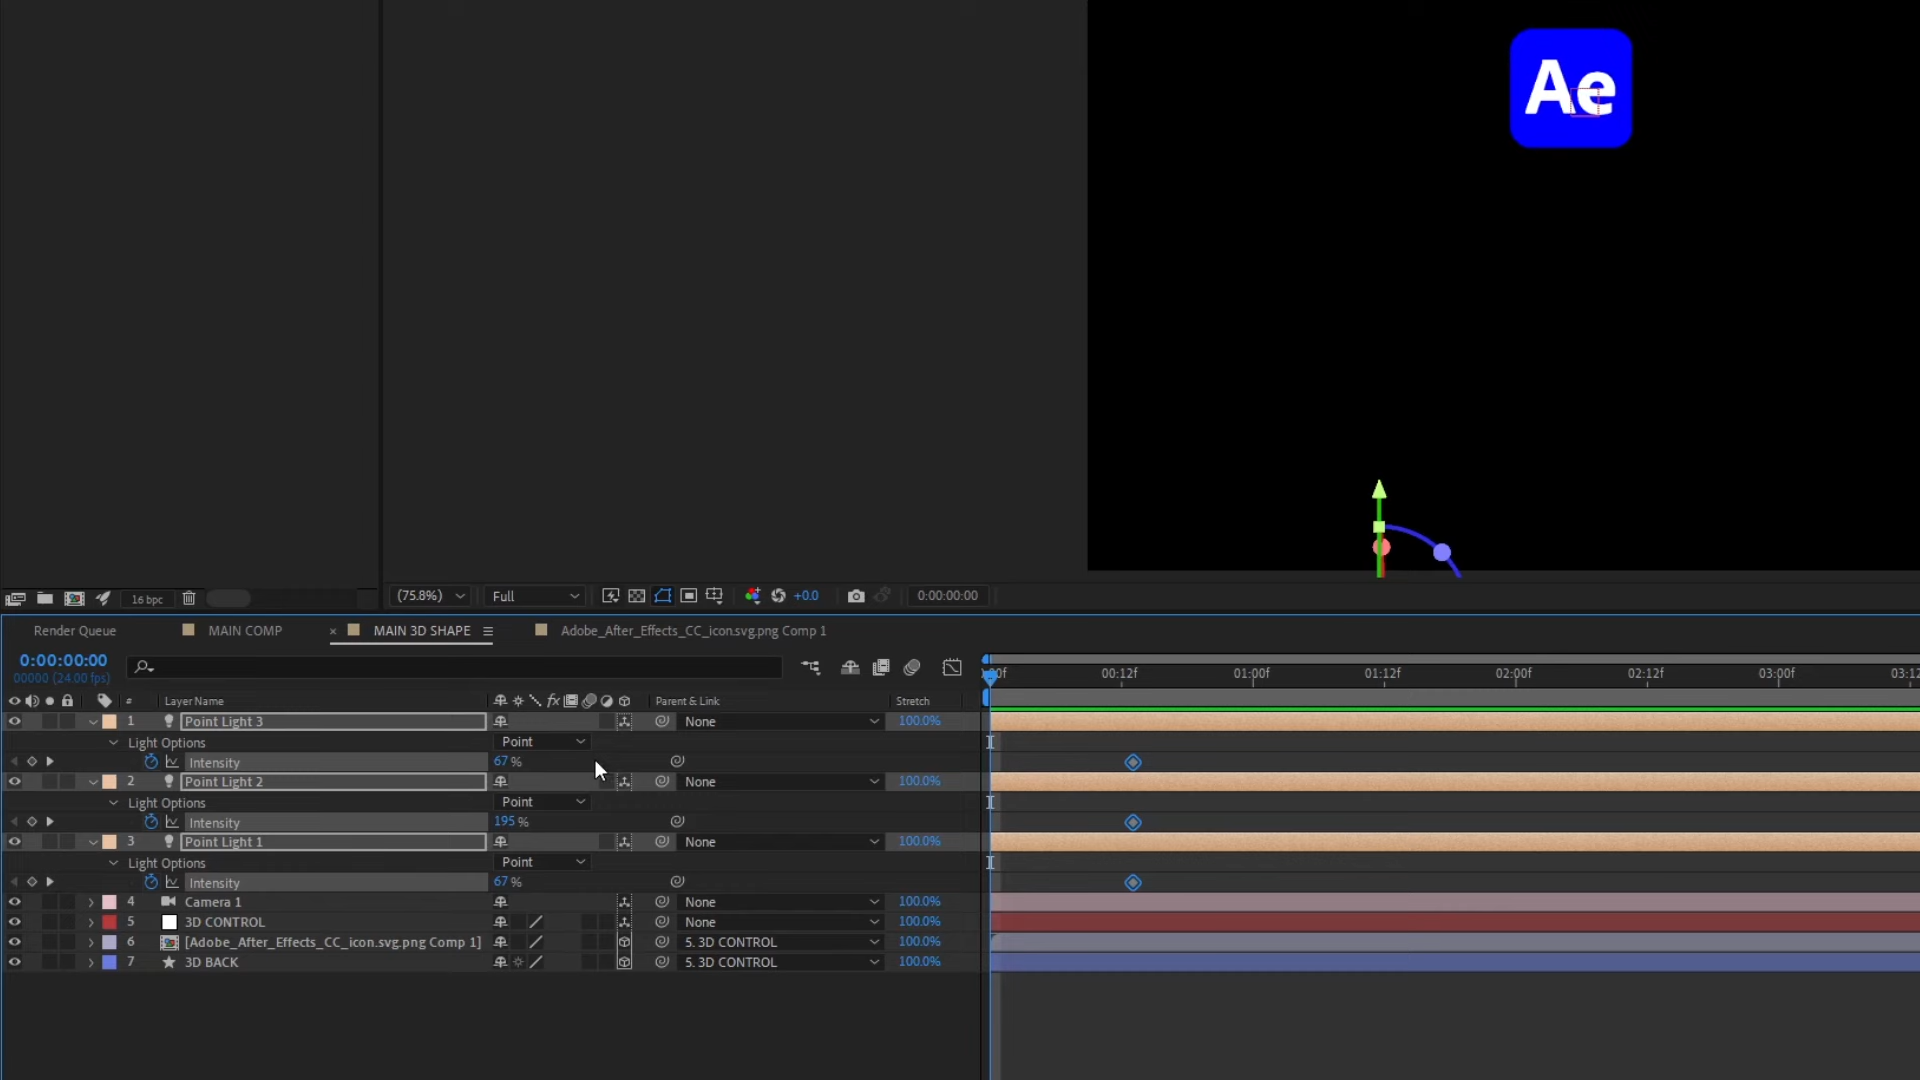 Ae
16 bpc
(75.8%) Full +0.0 0:00:00:00
Render Queue MAIN COMP × MAIN 3D SHAPE Adobe_After_Effects_CC_icon.svg.png Comp 1
0:00:00:00
00000 (24.00 fps)
:00f 00:12f 01:00f 01:12f 02:00f 02:12f 03:00f 03:12
# Layer Name fx Parent & Link Stretch
1 Point Light 3 None 100.0%
Light Options Point
Intensity 67 %
2 Point Light 2 None 100.0%
Light Options Point
Intensity 195 %
3 Point Light 1 None 100.0%
Light Options Point
Intensity 67 %
4 Camera 1 None 100.0%
5 3D CONTROL None 100.0%
6 [Adobe_After_Effects_CC_icon.svg.png Comp 1] 5. 3D CONTROL 100.0%
7 3D BACK 5. 3D CONTROL 100.0%